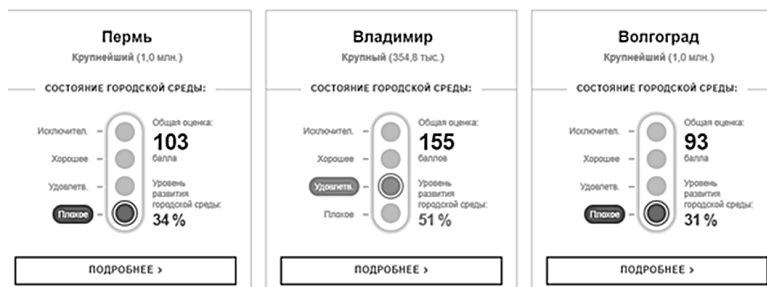 Пермь
Крупнейший (1,0 млн.)
СОСТОЯНИЕ ГОРОДСКОЙ СРЕДЫ:
Исключител.
Хорошее
Удовлетв.
Плохое
Общая оценка:
103
балла
Уровень
развития
городской среды:
34 %
ПОДРОБНЕЕ >
Владимир
Крупный (354,8 тыс.)
СОСТОЯНИЕ ГОРОДСКОЙ СРЕДЫ:
Исключител.
Хорошее
Удовлетв.
Плохое
Общая оценка:
155
баллов
Уровень
развития
городской среды:
51 %
ПОДРОБНЕЕ >
Волгоград
Крупнейший (1,0 млн.)
СОСТОЯНИЕ ГОРОДСКОЙ СРЕДЫ:
Исключител.
Хорошее
Удовлетв.
Плохое
Общая оценка:
93
балла
Уровень
развития
городской среды:
31 %
ПОДРОБНЕЕ >